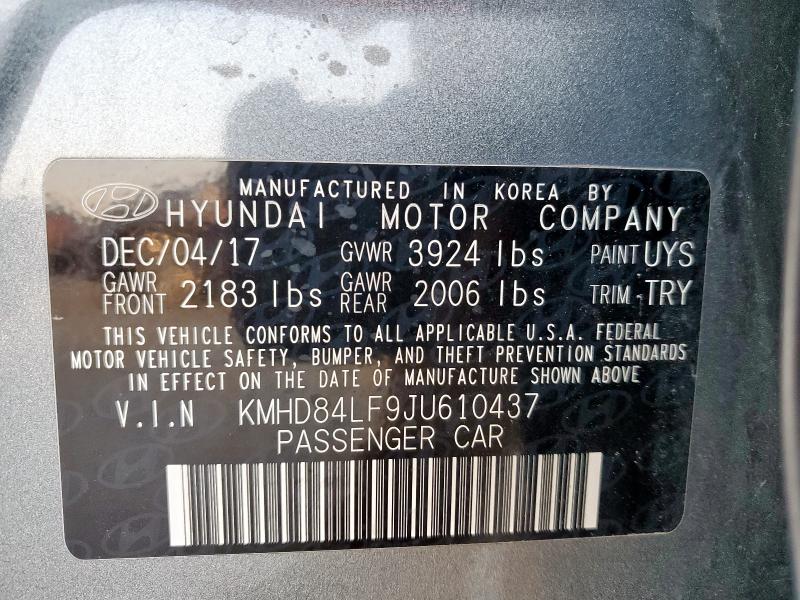 MANUFACTURED IN KOREA BY
HYUNDAI MOTOR COMPANY
DEC/04/17 GVWR 3924 lbs PAINT UYS
GAWR FRONT 2183 lbs GAWR REAR 2006 lbs TRIM TRY
THIS VEHICLE CONFORMS TO ALL APPLICABLE U.S.A. FEDERAL
MOTOR VEHICLE SAFETY, BUMPER, AND THEFT PREVENTION STANDARDS
IN EFFECT ON THE DATE OF MANUFACTURE SHOWN ABOVE
V.I.N KMHD84LF9JU610437
PASSENGER CAR